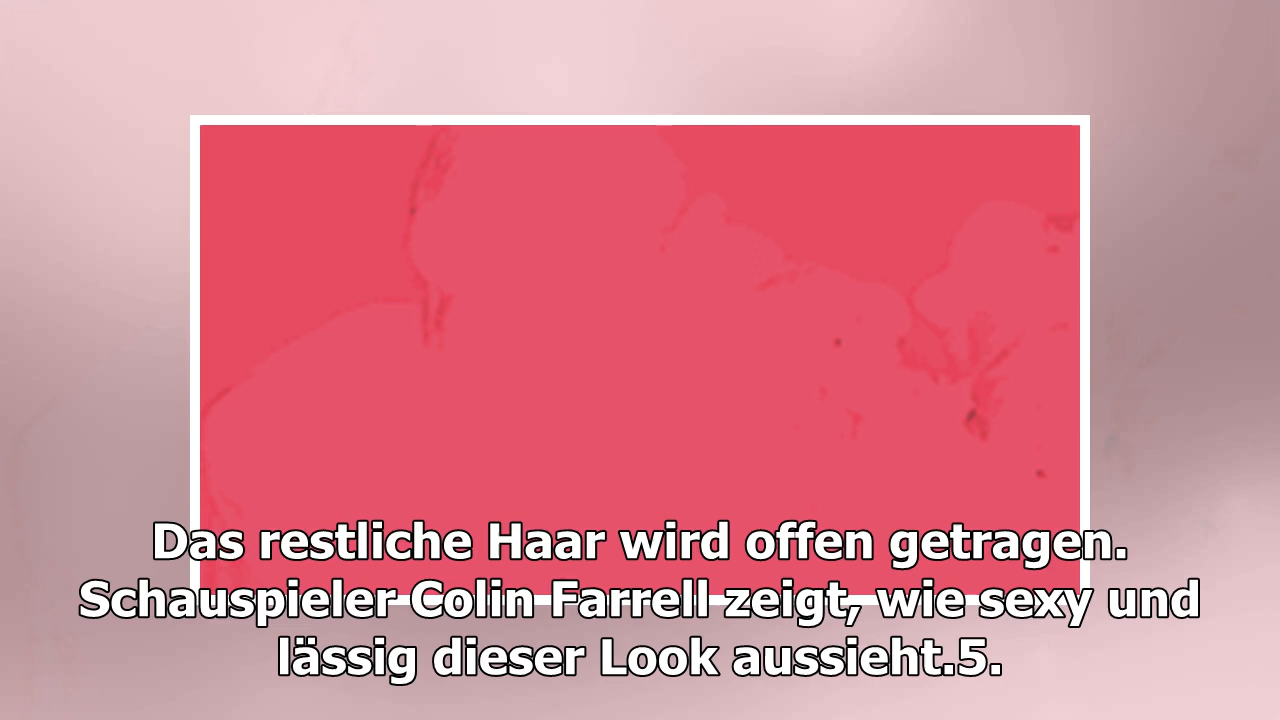 Das restliche Haar wird offen getragen.
Schauspieler Colin Farrell zeigt, wie sexy und
lässig dieser Look aussieht.5.